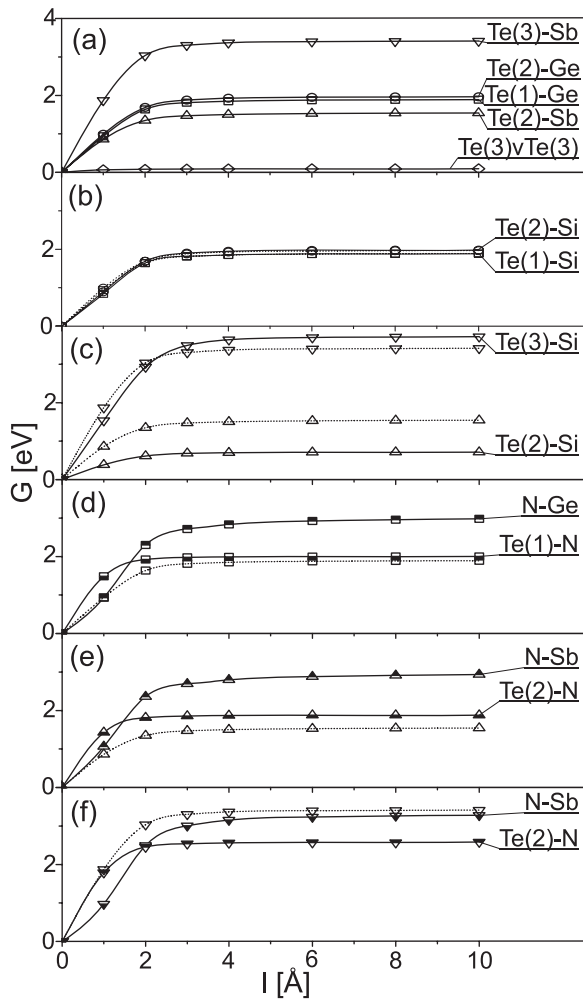 4
(a)
Te(3)-Sb
Te(2)-Ge
2
Te(1)-Ge
Te(2)-Sb
Te(3)vTe(3)
0
(b)
Te(2)-Si
2
Te(1)-Si
0
(c)
Te(3)-Si
2
Te(2)-Si
0
G [eV]
(d)
N-Ge
2
Te(1)-N
0
(e)
N-Sb
2
Te(2)-N
0
(f)
N-Sb
2
Te(2)-N
0
0 2 4 6 8 10
I [Å]